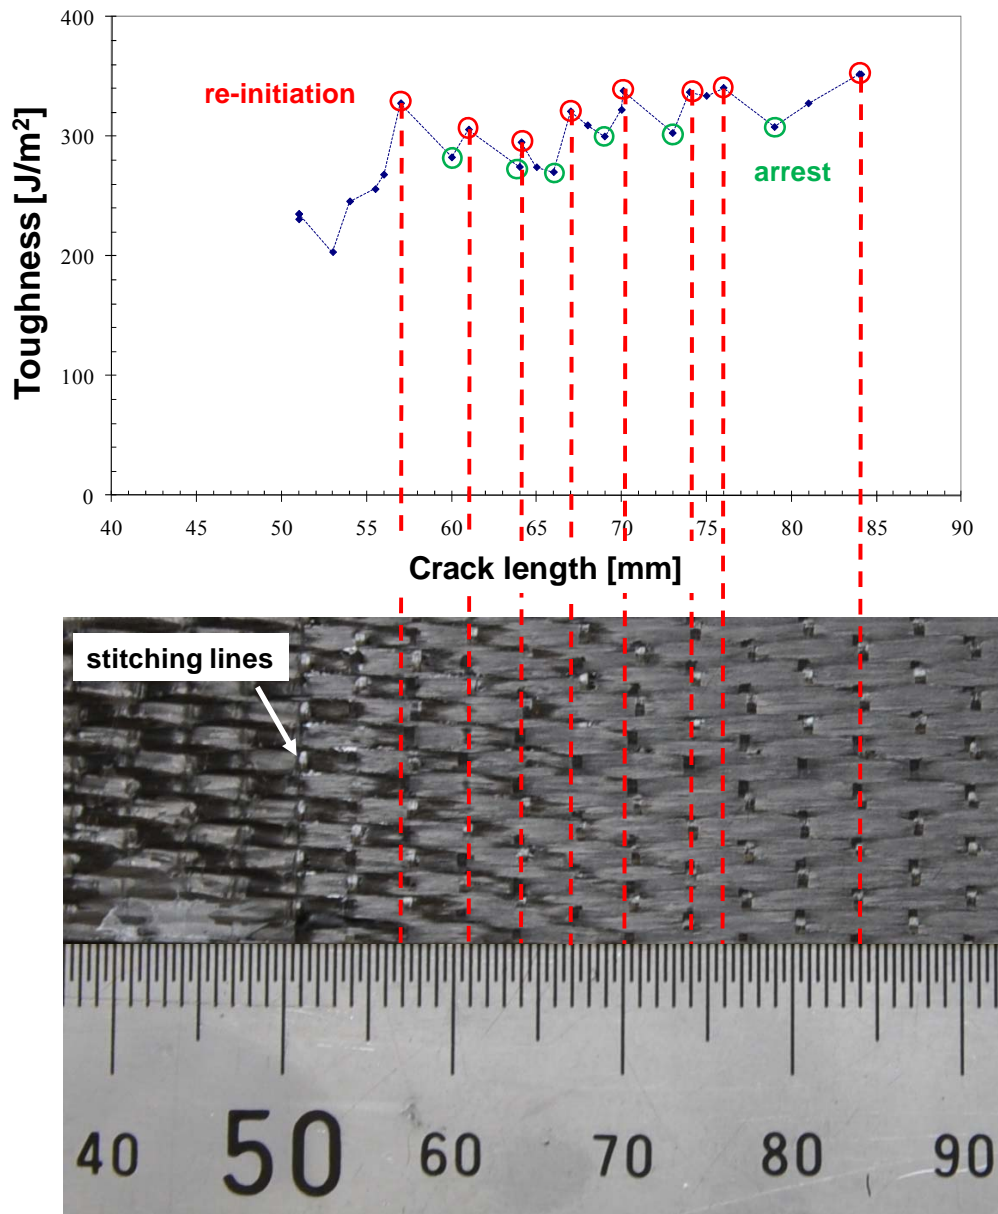 400
300
200
100
0
Toughness [J/m²]
re-initiation
arrest
40 45 50 55 60 65 70 75 80 85 90
Crack length [mm]
stitching lines
40 50 60 70 80 90